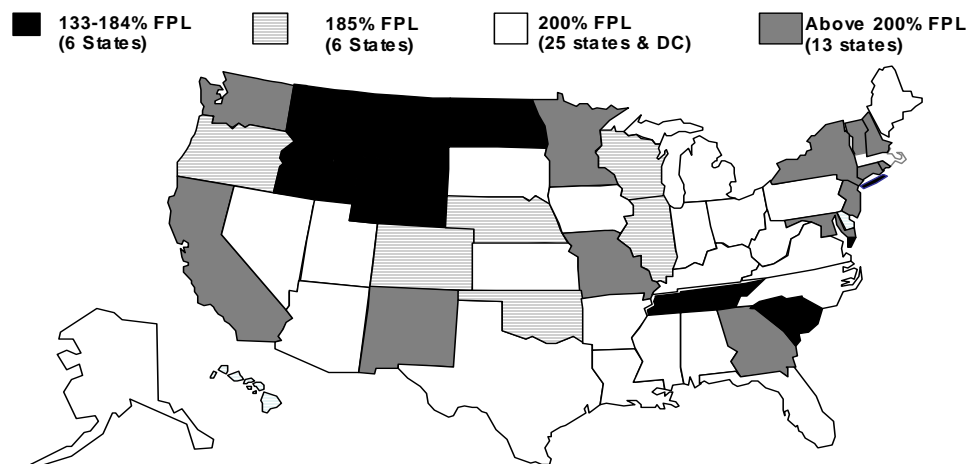 133-184% FPL
(6 States)
185% FPL
(6 States)
200% FPL
(25 states & DC)
Above 200% FPL
(13 states)